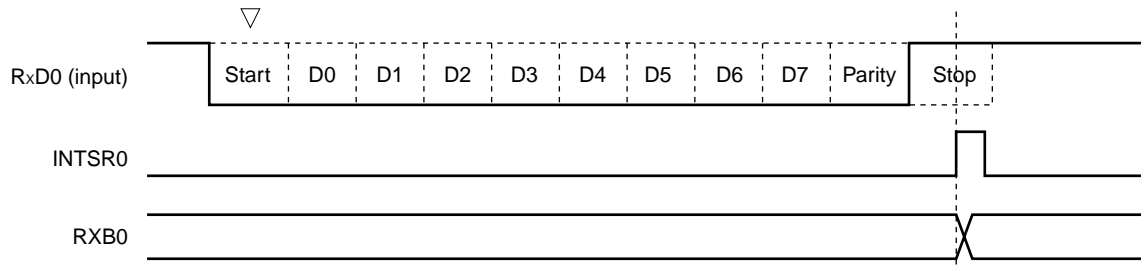 RxD0 (input) Start D0 D1 D2 D3 D4 D5 D6 D7 Parity Stop
INTSR0
RXB0